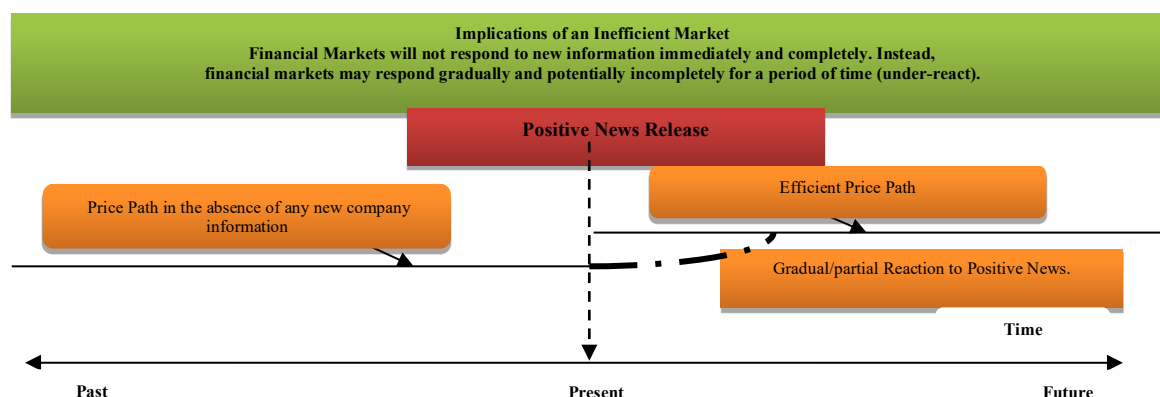 Implications of an Inefficient Market
Financial Markets will not respond to new information immediately and completely. Instead,
financial markets may respond gradually and potentially incompletely for a period of time (under-react).
Positive News Release
Efficient Price Path
Price Path in the absence of any new company
information
Gradual/partial Reaction to Positive News.
Time
Past
Present
Future